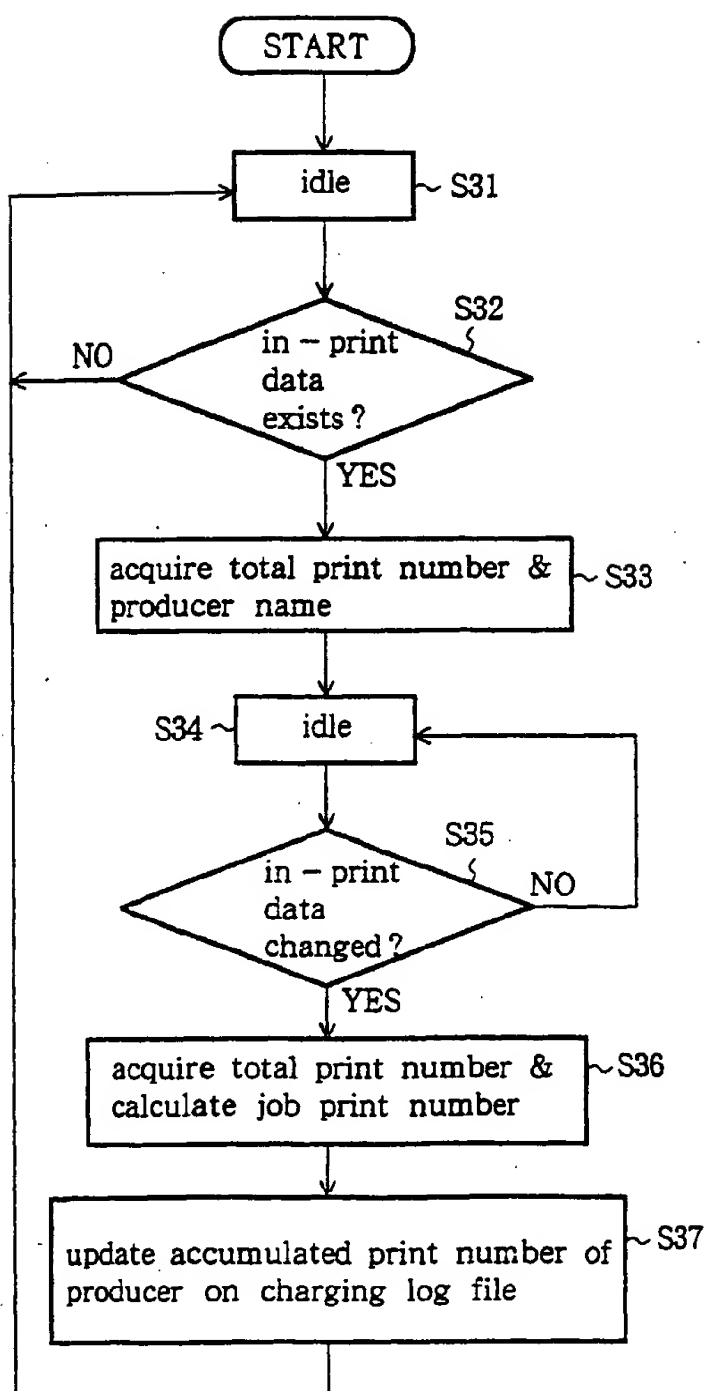 START
idle
S31
S32
in - print
data
exists ?
NO
YES
acquire total print number &
producer name
S33
S34
idle
S35
in - print
data
changed ?
NO
YES
acquire total print number &
calculate job print number
S36
update accumulated print number of
producer on charging log file
S37